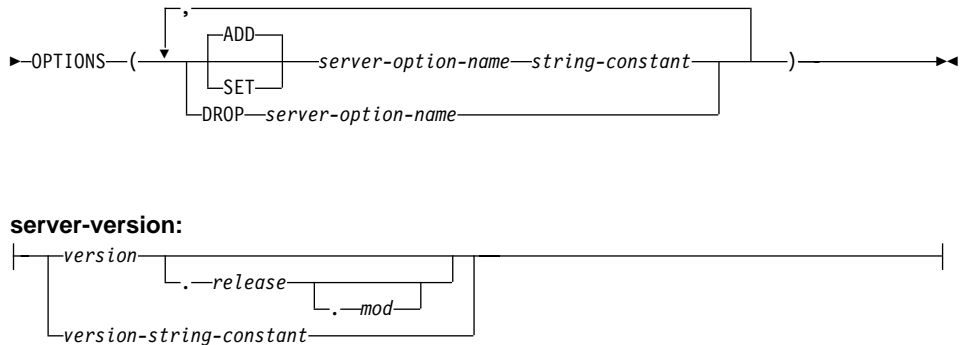 ,
ADD
OPTIONS ( server-option-name string-constant )
SET
DROP server-option-name
server-version:
version
. release
. mod
version-string-constant